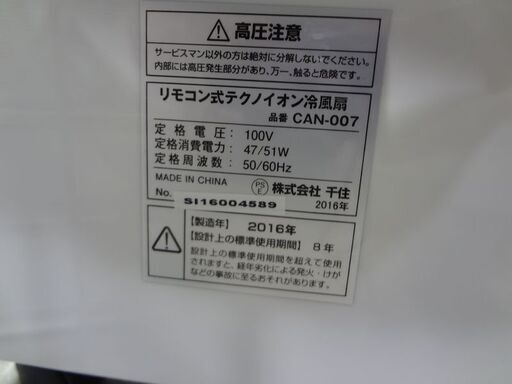 高圧注意
サービスマン以外の方は絶対に分解しないでください。
内部には高圧発生部分があり、万一、触ると危険です。
リモコン式テクノイオン冷風扇
品番 CAN-007
定格電圧：100V
定格消費電力：47/51W
定格周波数：50/60Hz
MADE IN CHINA
PS
E
株式会社 千住
No.
SI16004589
2016年
【製造年】 2016年
【設計上の標準使用期間】 8年
設計上の標準使用期間を超えて使用
されますと、経年劣化による発火・けが
などの事故に至るおそれがあります。